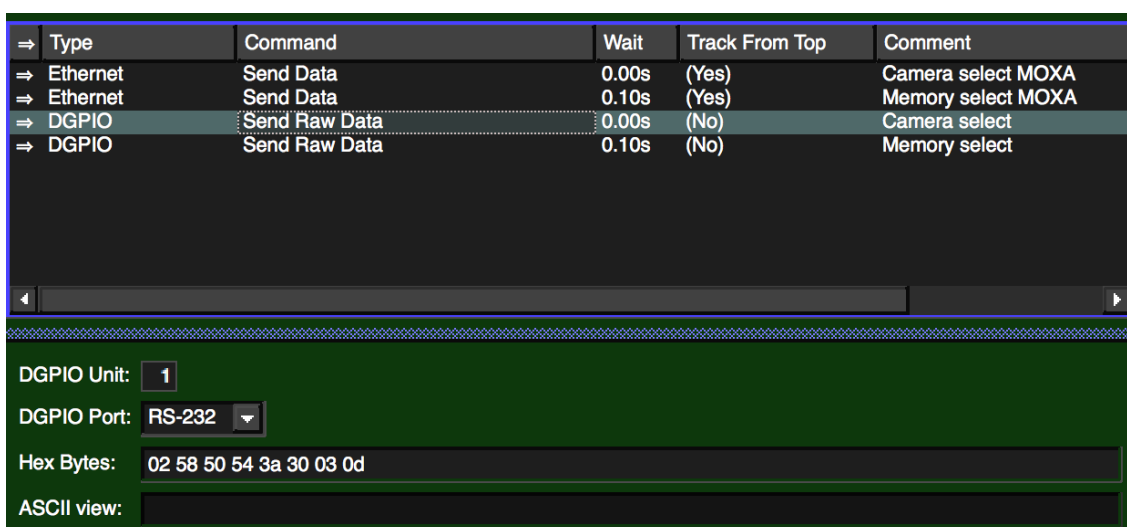 ⇒ Type Command Wait Track From Top Comment
⇒ Ethernet Send Data 0.00s (Yes) Camera select MOXA
⇒ Ethernet Send Data 0.10s (Yes) Memory select MOXA
⇒ DGPIO Send Raw Data 0.00s (No) Camera select
⇒ DGPIO Send Raw Data 0.10s (No) Memory select
DGPIO Unit: 1
DGPIO Port: RS-232
Hex Bytes: 02 58 50 54 3a 30 03 0d
ASCII view: